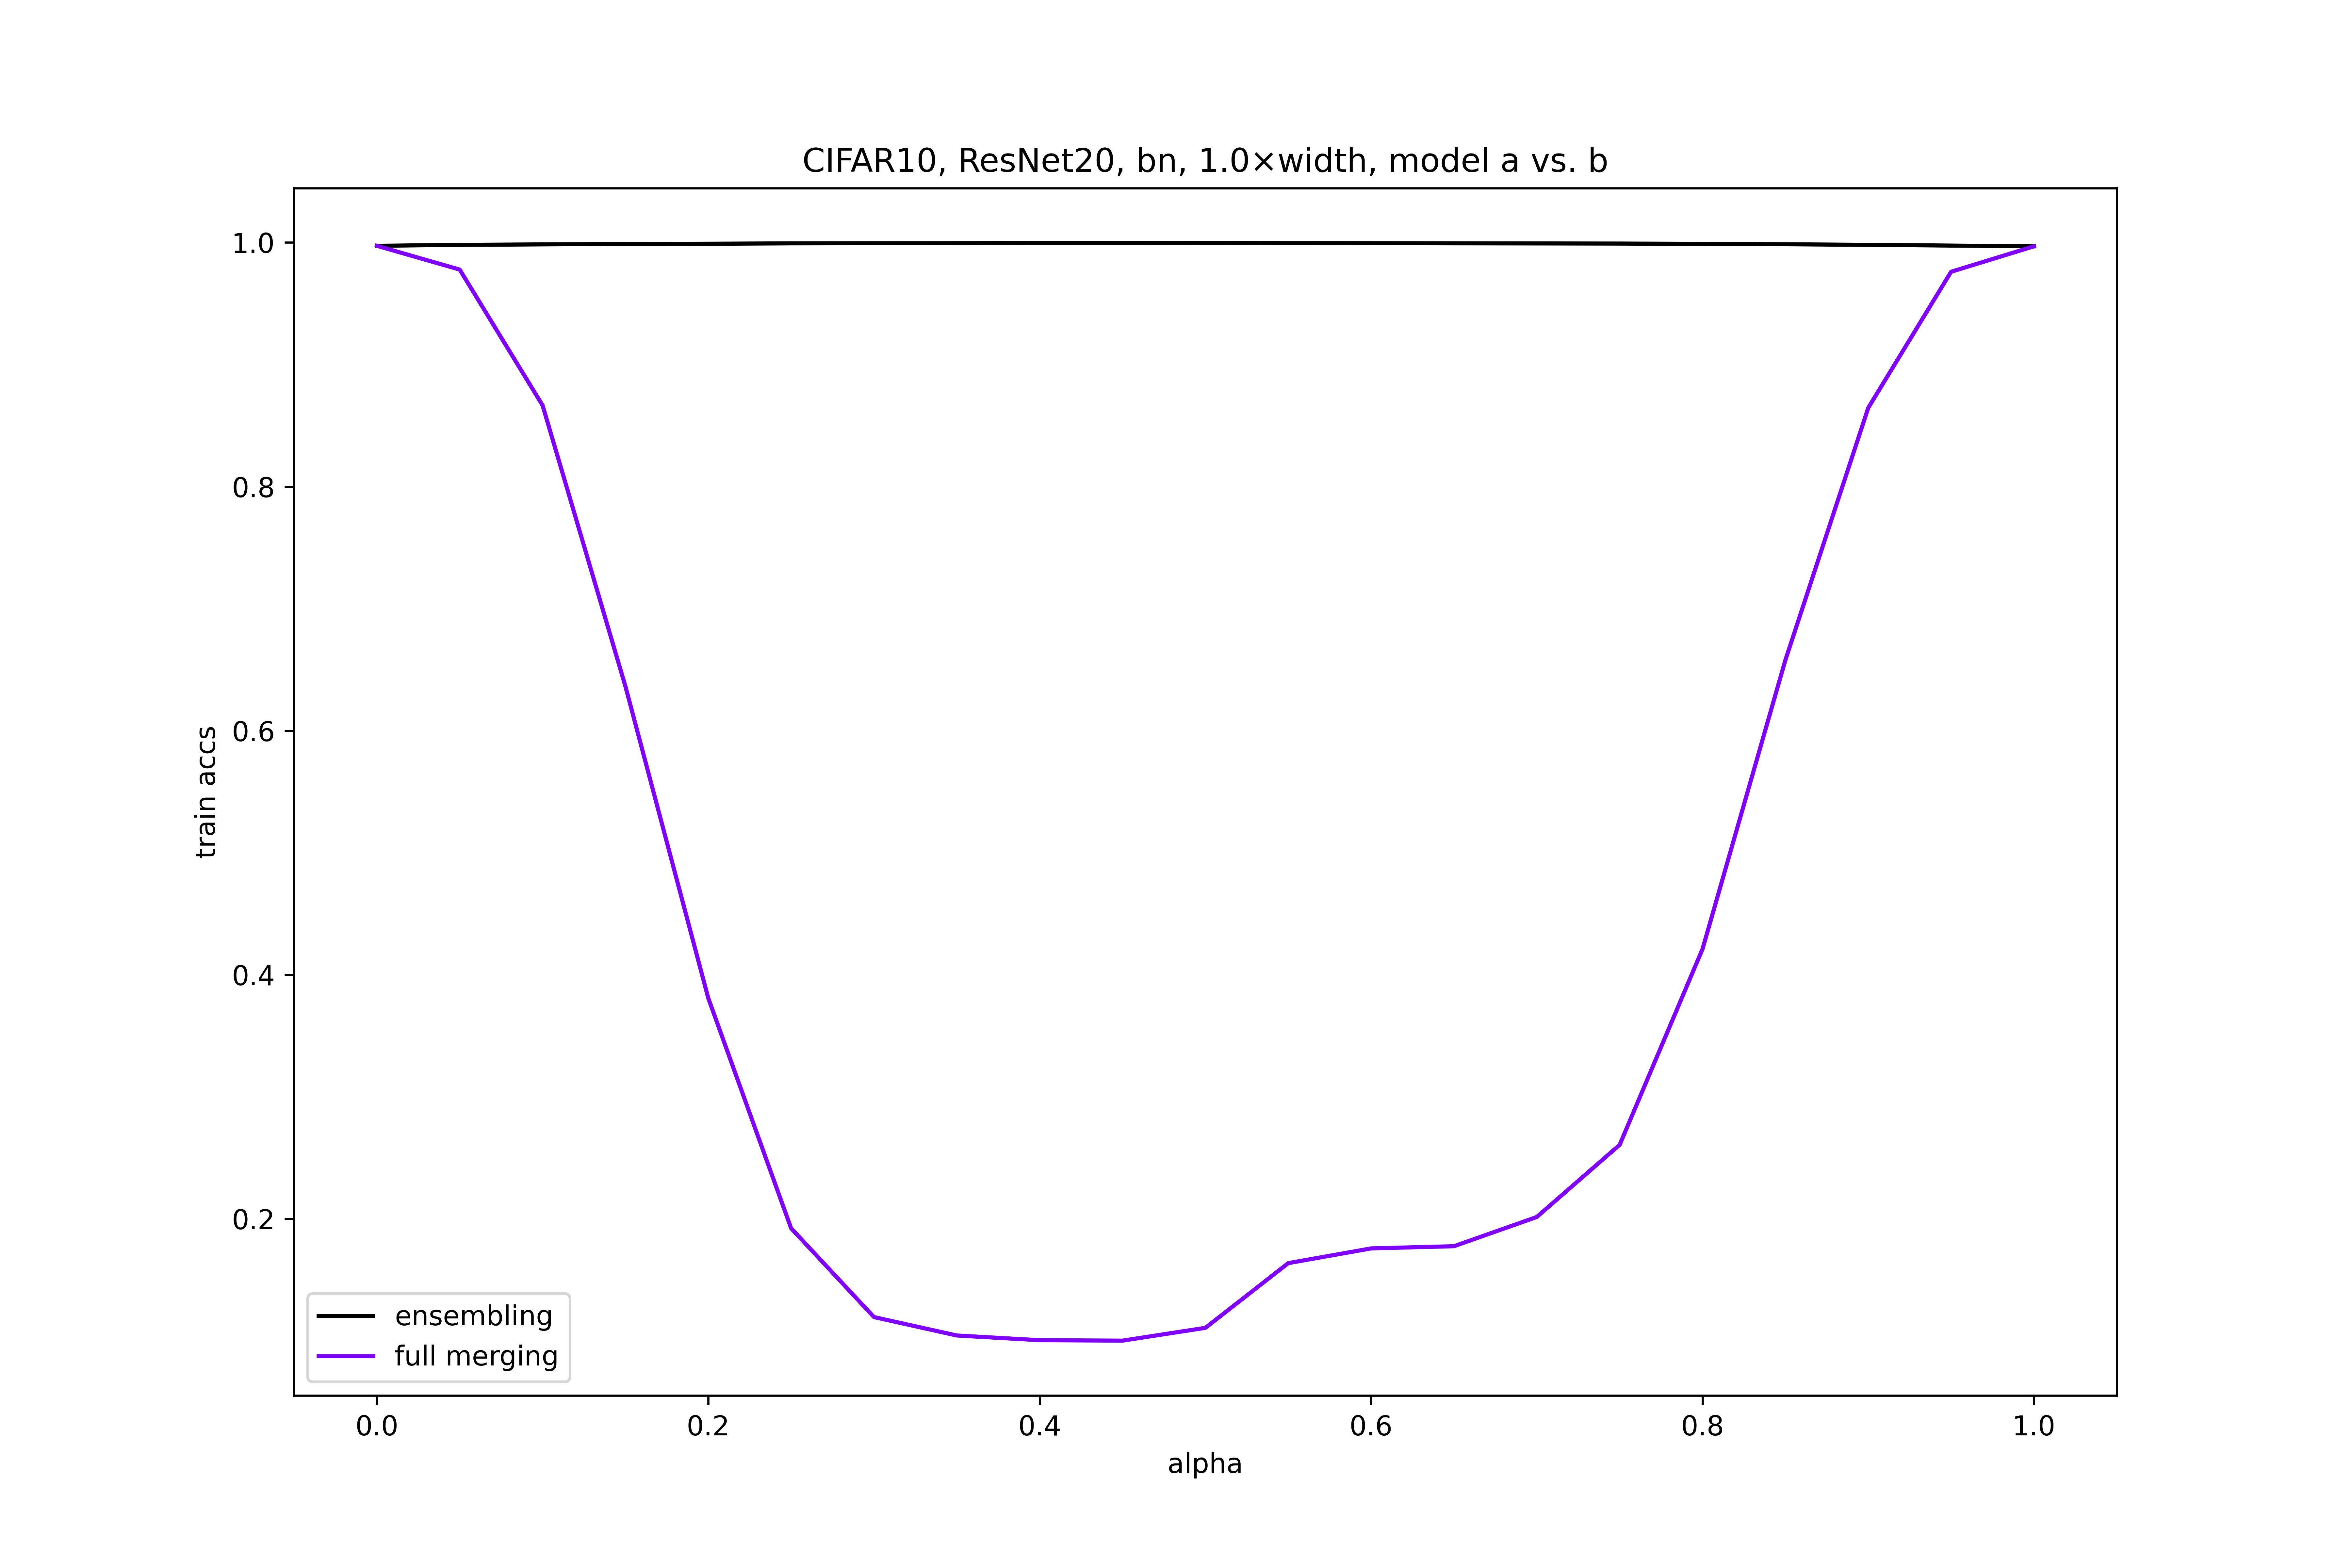 CIFAR10, ResNet20, bn, 1.0×width, model a vs. b
1.0
0.8
0.6
0.4
0.2
train accs
ensembling
full merging
0.0 0.2 0.4 0.6 0.8 1.0
alpha